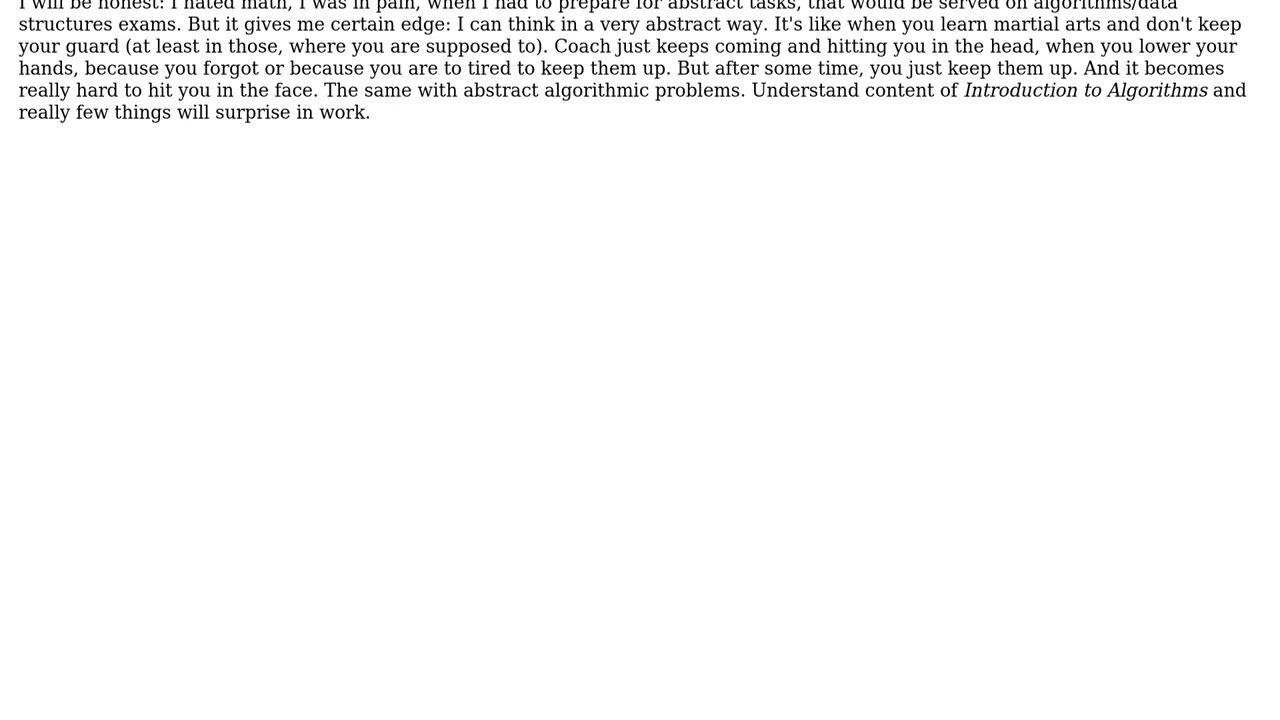 I will be honest: I hated math, I was in pain, when I had to prepare for abstract tasks, that would be served on algorithms/data
structures exams. But it gives me certain edge: I can think in a very abstract way. It's like when you learn martial arts and don't keep
your guard (at least in those, where you are supposed to). Coach just keeps coming and hitting you in the head, when you lower your
hands, because you forgot or because you are to tired to keep them up. But after some time, you just keep them up. And it becomes
really hard to hit you in the face. The same with abstract algorithmic problems. Understand content of Introduction to Algorithms and
really few things will surprise in work.